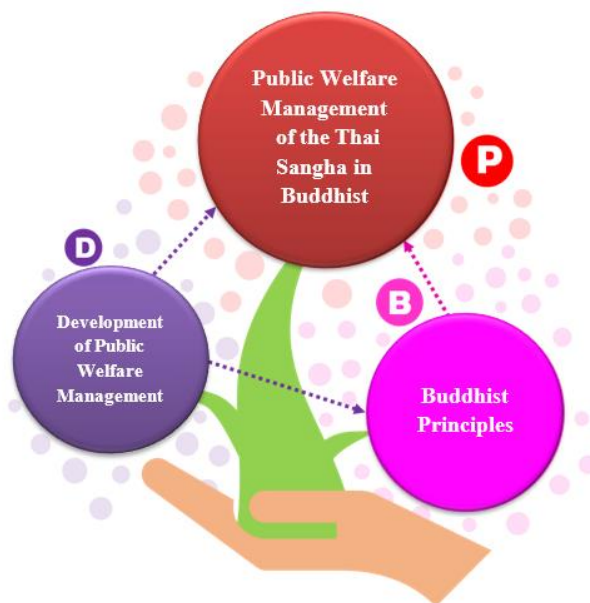 Public Welfare
Management
of the Thai
Sangha in
Buddhist
P
D
Development
of Public
Welfare
Management
B
Buddhist
Principles